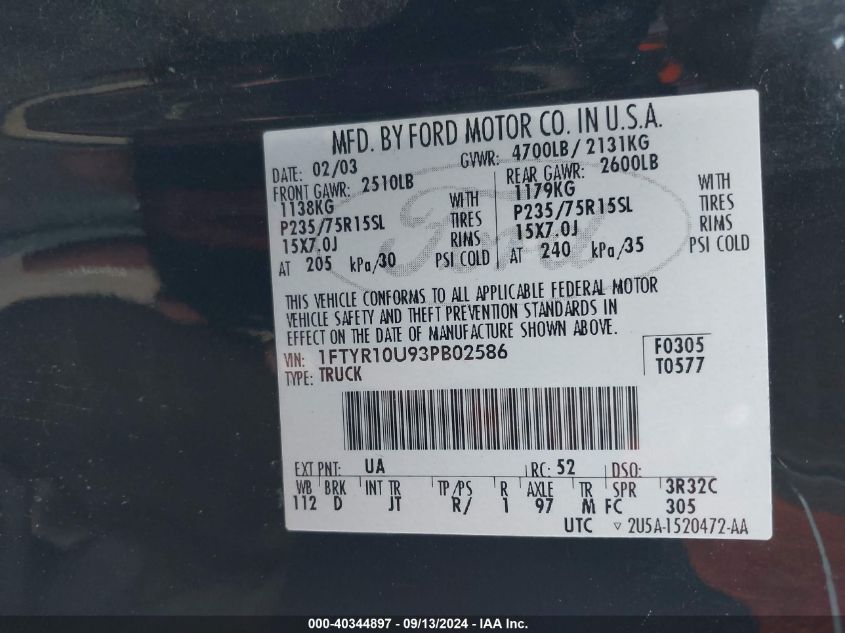 MFD. BY FORD MOTOR CO. IN U.S.A.
DATE: 02/03 GVWR: 4700LB / 2131KG
FRONT GAWR: 2510LB REAR GAWR: 2600LB
1138KG WITH 1179KG WITH
P235/75R15SL TIRES P235/75R15SL TIRES
15X7.0J RIMS 15X7.0J RIMS
AT 205 kPa/30 PSI COLD AT 240 kPa/35 PSI COLD
Ford
THIS VEHICLE CONFORMS TO ALL APPLICABLE FEDERAL MOTOR
VEHICLE SAFETY AND THEFT PREVENTION STANDARDS IN
EFFECT ON THE DATE OF MANUFACTURE SHOWN ABOVE.
VIN: 1FTYR10U93PB02586 F0305
TYPE: TRUCK T0577
EXT PNT: UA RC: 52 DSO:
WB BRK INT TR TP/PS R AXLE TR SPR 3R32C
112 D JT R/ 1 97 M FC 305
UTC ▽ 2U5A-1520472-AA
000-40344897 - 09/13/2024 - IAA Inc.